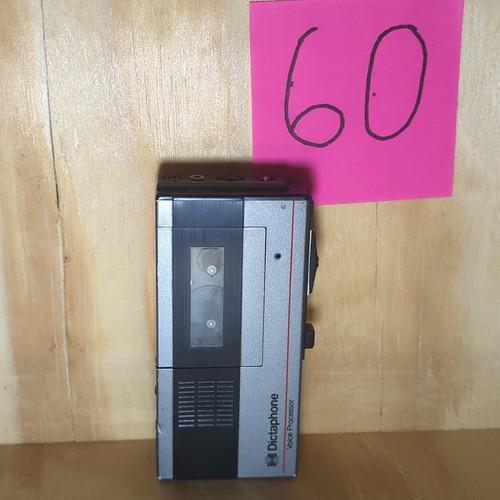 60
Dictaphone
Voice Processor